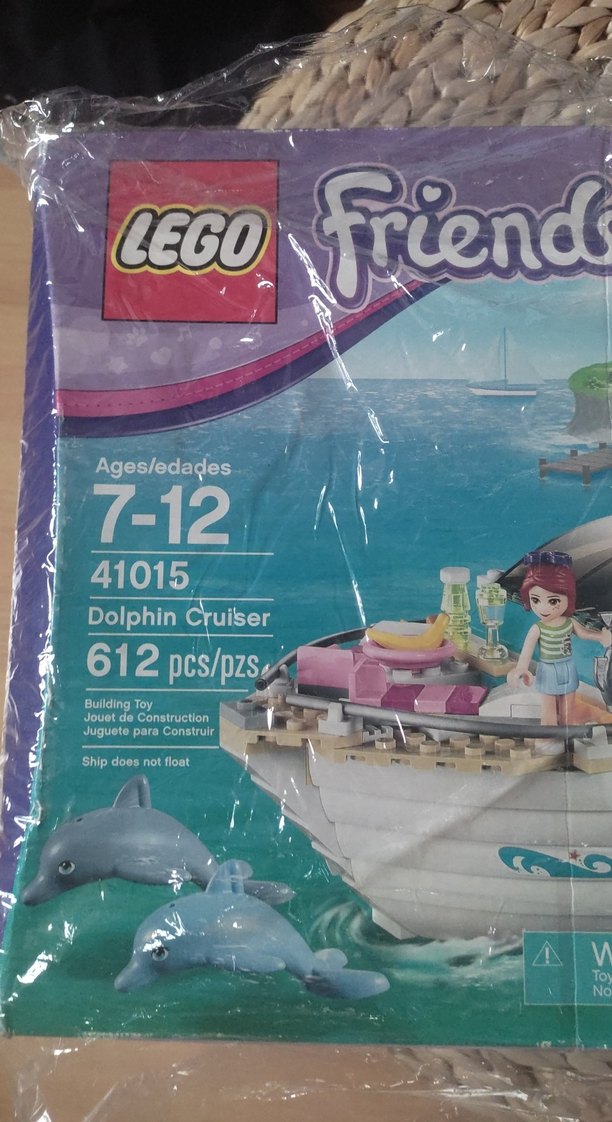 LEGO
Friends
Ages/edades
7-12
41015
Dolphin Cruiser
612 pcs/pzs.
Building Toy
Jouet de Construction
Juguete para Construir
Ship does not float